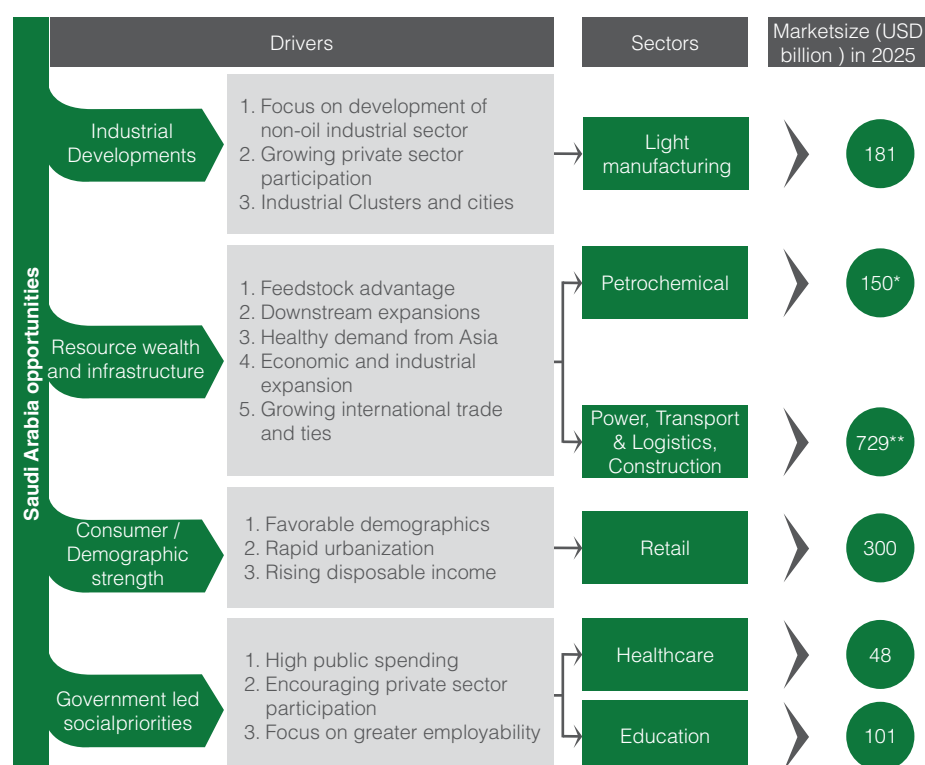 Drivers
Sectors
Marketsize (USD
billion ) in 2025
Saudi Arabia opportunities
Industrial
Developments
1. Focus on development of
non-oil industrial sector
2. Growing private sector
participation
3. Industrial Clusters and cities
Light
manufacturing
181
Resource wealth
and infrastructure
1. Feedstock advantage
2. Downstream expansions
3. Healthy demand from Asia
4. Economic and industrial
expansion
5. Growing international trade
and ties
Petrochemical
150*
Power, Transport
& Logistics,
Construction
729**
Consumer /
Demographic
strength
1. Favorable demographics
2. Rapid urbanization
3. Rising disposable income
Retail
300
Government led
socialpriorities
1. High public spending
2. Encouraging private sector
participation
3. Focus on greater employability
Healthcare
48
Education
101